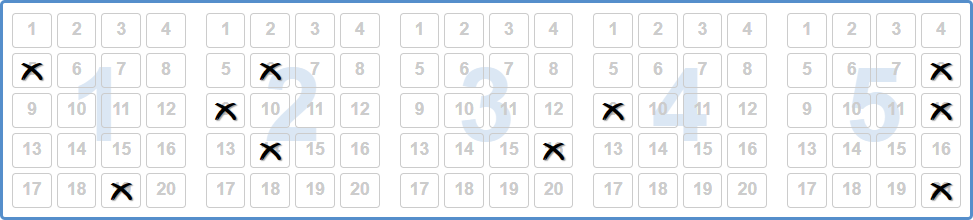 1 2 3 4 1 2 3 4 1 2 3 4 1 2 3 4 1 2 3 4
6 7 8 5 7 8 5 6 7 8 5 6 7 8 5 6 7
1 2 3 4 5
9 10 11 12 10 11 12 9 10 11 12 10 11 12 9 10 11
13 14 15 16 13 15 16 13 14 15 13 14 15 16 13 14 15 16
17 18 20 17 18 19 20 17 18 19 20 17 18 19 20 17 18 19